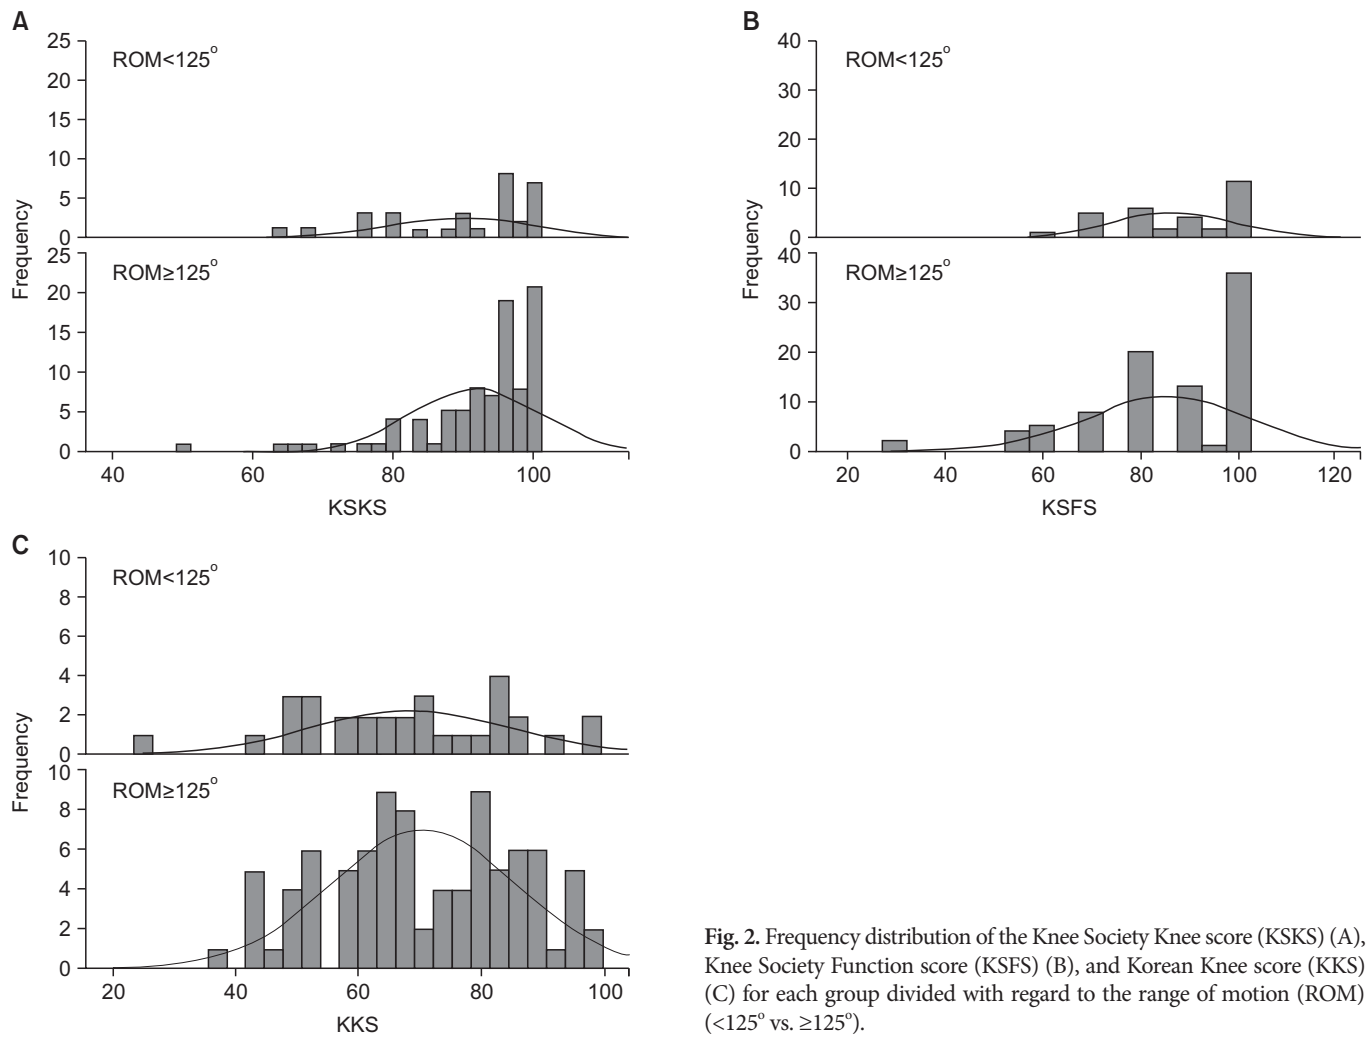 A
25
20
15
10
5
0
ROM<125°
Frequency
25
20
15
10
5
0
ROM≥125°
40 60 80 100
KSKS
B
40
30
20
10
0
ROM<125°
Frequency
40
30
20
10
0
ROM≥125°
20 40 60 80 100 120
KSFS
C
10
8
6
4
2
0
ROM<125°
Frequency
10
8
6
4
2
0
ROM≥125°
20 40 60 80 100
KKS
Fig. 2. Frequency distribution of the Knee Society Knee score (KSKS) (A),
Knee Society Function score (KSFS) (B), and Korean Knee score (KKS)
(C) for each group divided with regard to the range of motion (ROM)
(<125° vs. ≥125°).